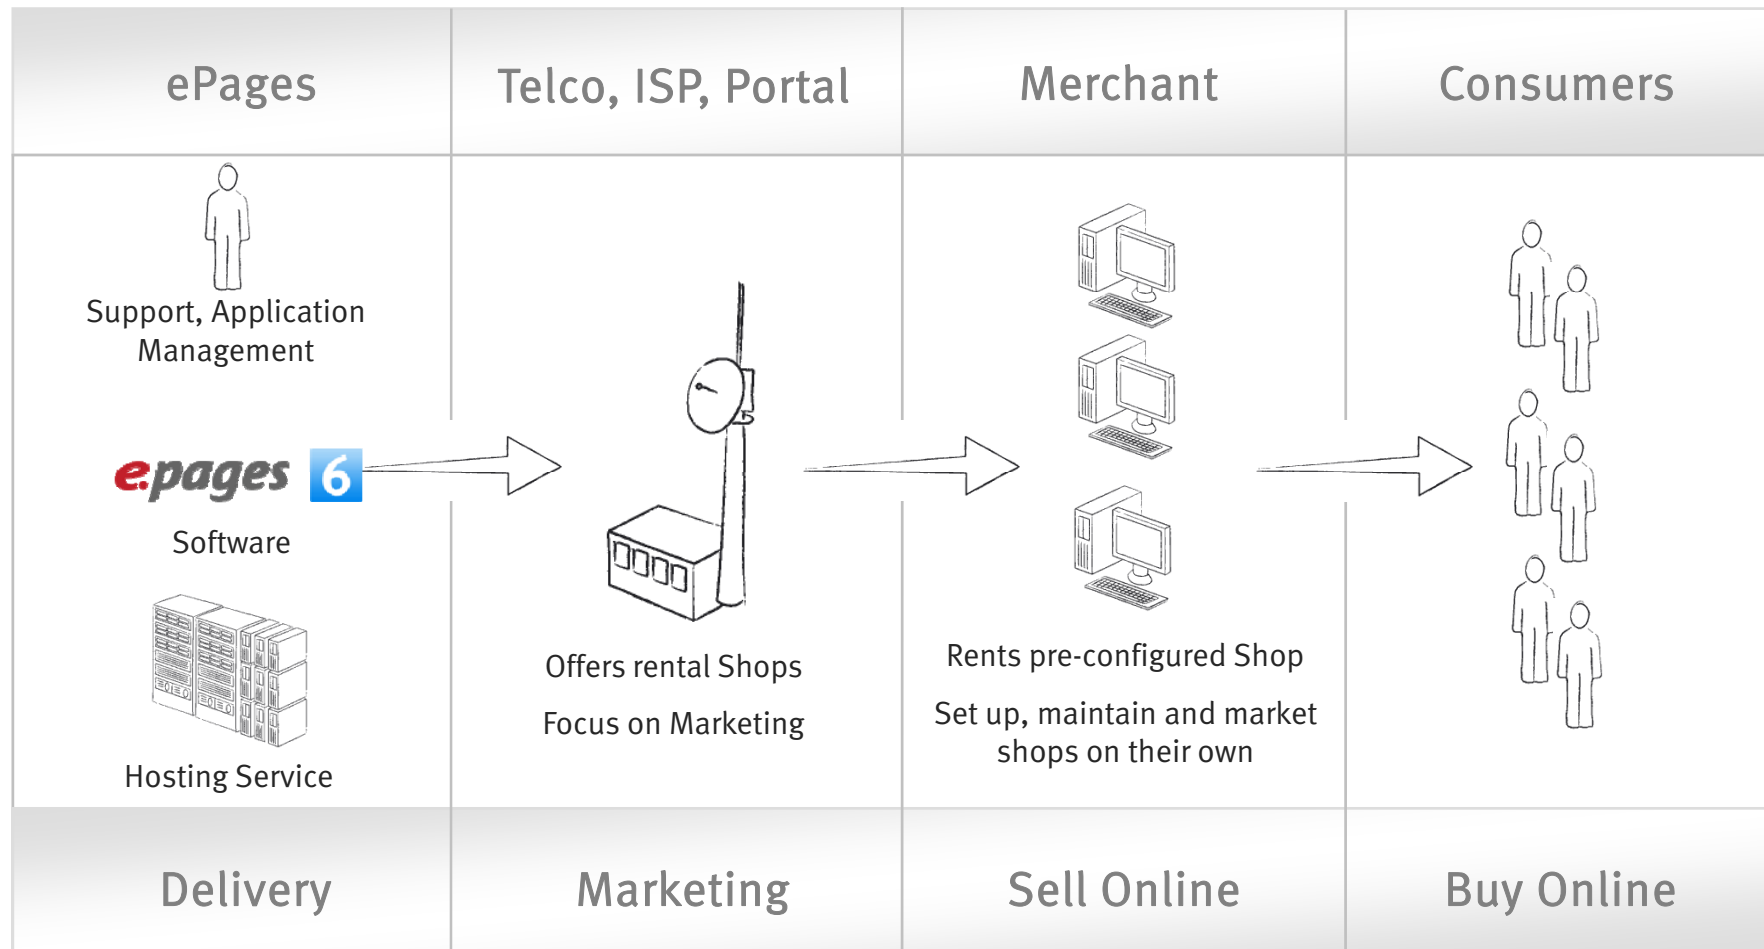 ePages
Telco, ISP, Portal
Merchant
Consumers
Support, Application
Management
e.pages 6
Software
Hosting Service
Offers rental Shops
Focus on Marketing
Rents pre-configured Shop
Set up, maintain and market
shops on their own
Delivery
Marketing
Sell Online
Buy Online